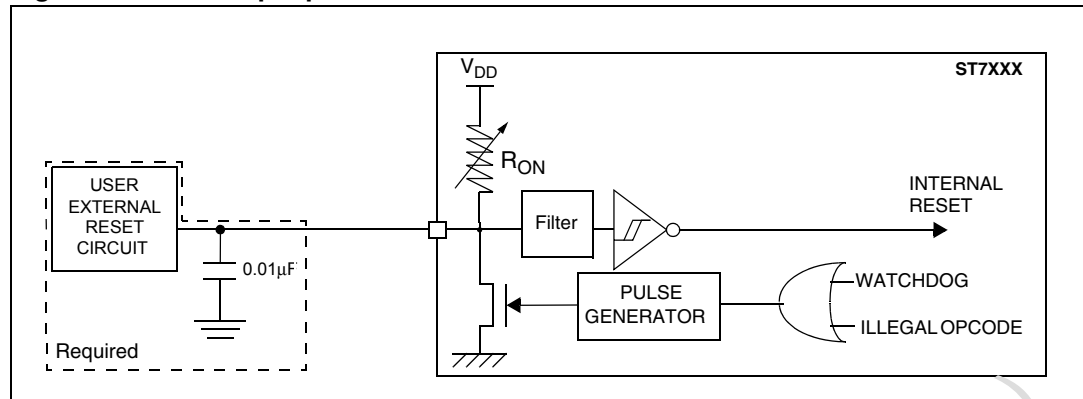 V_DD
ST7XXX
R_ON
USER
EXTERNAL
RESET
CIRCUIT
0.01µF
Required
Filter
INTERNAL
RESET
PULSE
GENERATOR
WATCHDOG
ILLEGAL OPCODE